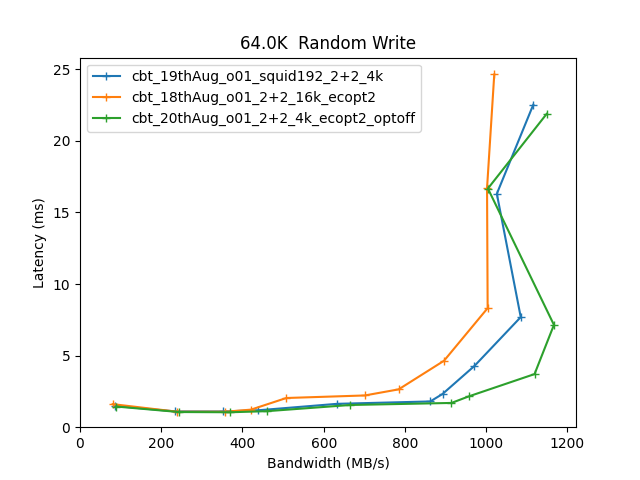 64.0K  Random Write
cbt_19thAug_o01_squid192_2+2_4k
cbt_18thAug_o01_2+2_16k_ecopt2
cbt_20thAug_o01_2+2_4k_ecopt2_optoff
25
20
15
10
5
0
Latency (ms)
0 200 400 600 800 1000 1200
Bandwidth (MB/s)